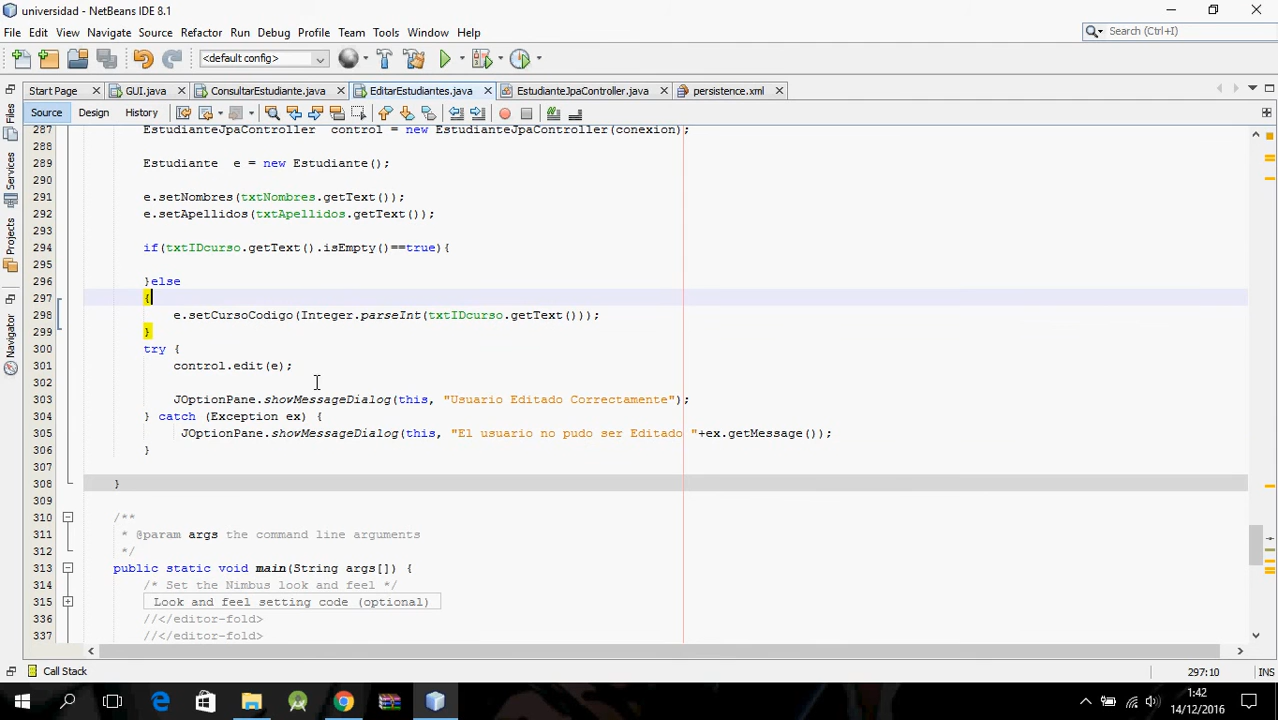 universidad - NetBeans IDE 8.1
File Edit View Navigate Source Refactor Run Debug Profile Team Tools Window Help
Search (Ctrl+I)
<default config>
Start Page GUI.java ConsultarEstudiante.java EditarEstudiantes.java EstudianteJpaController.java persistence.xml
Source Design History
Files
Services
Projects
Navigator
287 EstudianteJpaController control = new EstudianteJpaController(conexion);
288
289 Estudiante e = new Estudiante();
290
291 e.setNombres(txtNombres.getText());
292 e.setApellidos(txtApellidos.getText());
293
294 if(txtIDcurso.getText().isEmpty()==true){
295
296 }else
297 {
298 e.setCursoCodigo(Integer.parseInt(txtIDcurso.getText()));
299 }
300 try {
301 control.edit(e);
302
303 JOptionPane.showMessageDialog(this, "Usuario Editado Correctamente");
304 } catch (Exception ex) {
305 JOptionPane.showMessageDialog(this, "El usuario no pudo ser Editado "+ex.getMessage());
306 }
307
308 }
309
310 /**
311 * @param args the command line arguments
312 */
313 public static void main(String args[]) {
314 /* Set the Nimbus look and feel */
315 Look and feel setting code (optional)
336 //</editor-fold>
337 //</editor-fold>
Call Stack
297:10 INS
1:42
14/12/2016